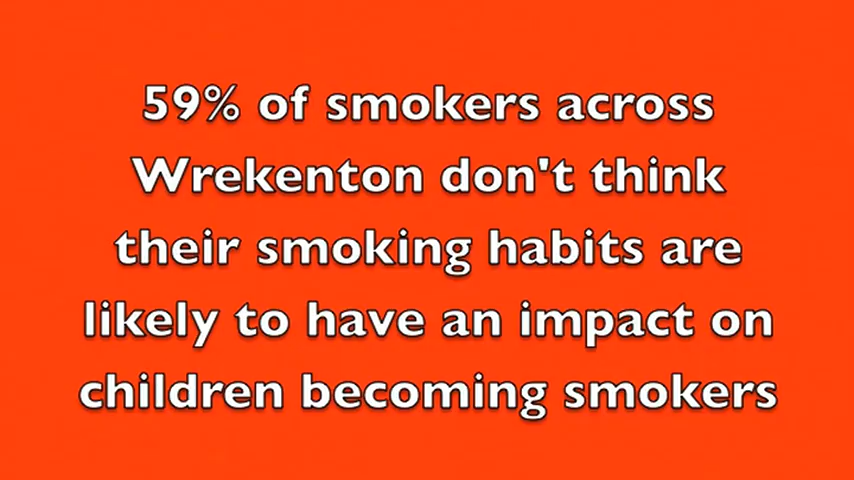 59% of smokers across
Wrekenton don't think
their smoking habits are
likely to have an impact on
children becoming smokers